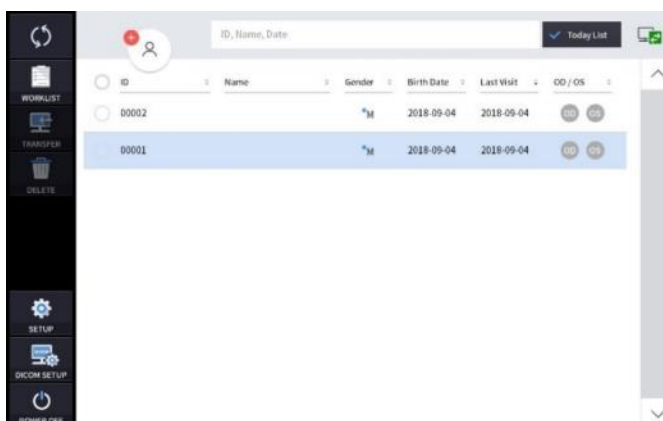 ID, Name, Date
Today List
WORKLIST
TRANSFER
DELETE
SETUP
DICOM SETUP
POWER OFF
ID Name Gender Birth Date Last Visit OD / OS
00002 M 2018-09-04 2018-09-04 OD OS
00001 M 2018-09-04 2018-09-04 OD OS